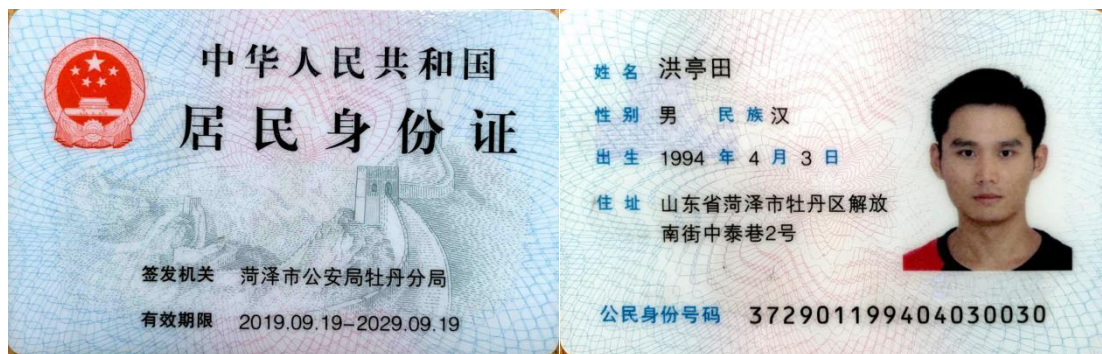 中华人民共和国
居民身份证
签发机关 菏泽市公安局牡丹分局
有效期限 2019.09.19-2029.09.19
姓名 洪亭田
性别 男 民族 汉
出生 1994 年 4 月 3 日
住址 山东省菏泽市牡丹区解放
南街中泰巷2号
公民身份号码 372901199404030030